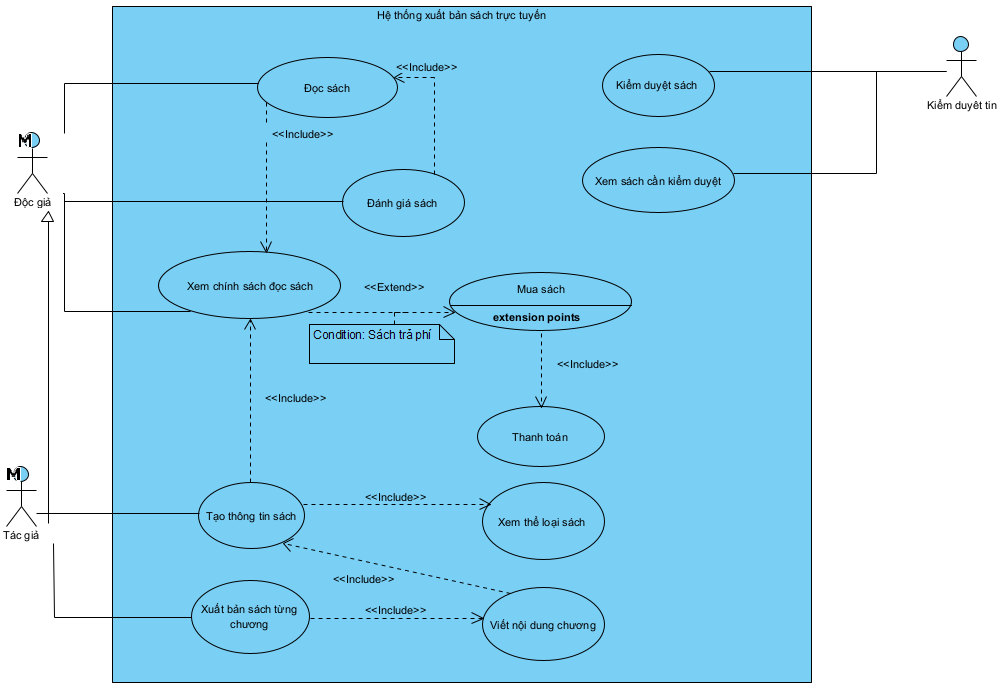 Hệ thống xuất bản sách trực tuyến
<<Include>>
Đọc sách
Kiểm duyệt sách
Kiểm duyệt tin
<<Include>>
M
Độc giả
Đánh giá sách
Xem sách cần kiểm duyệt
Xem chính sách đọc sách
<<Extend>>
Mua sách
extension points
Condition: Sách trả phí
<<Include>>
<<Include>>
Thanh toán
M
Tác giả
Tạo thông tin sách
<<Include>>
Xem thể loại sách
<<Include>>
Xuất bản sách từng
chương
<<Include>>
Viết nội dung chương